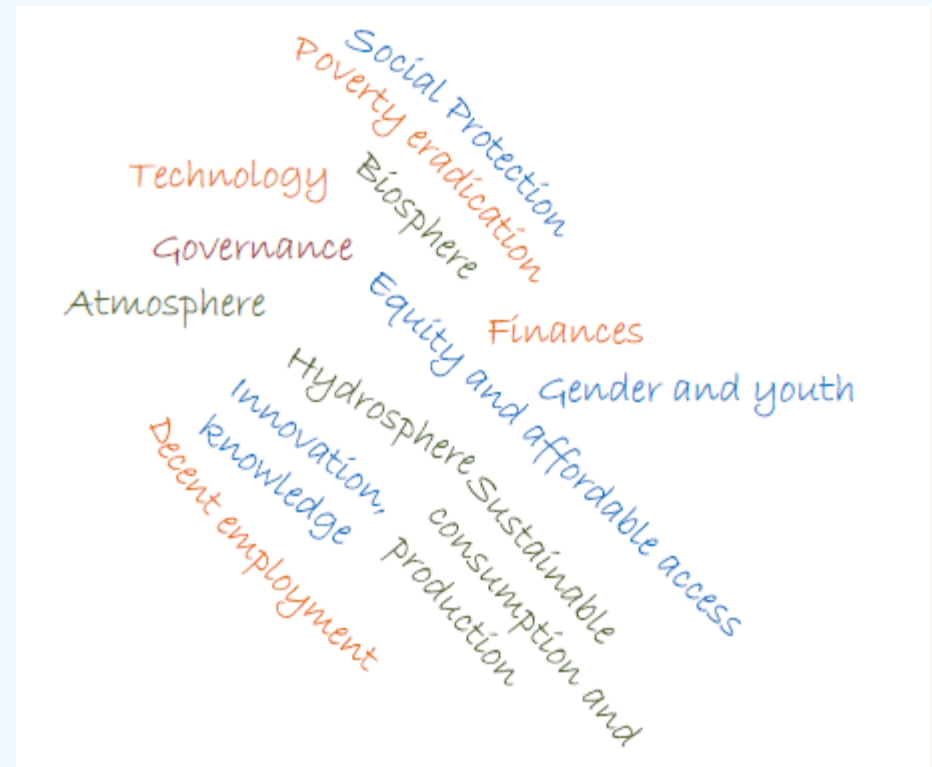 Social Protection
Poverty eradication
Biosphere
Technology
Governance
Atmosphere
Equity and affordable access
Finances
Gender and youth
Hydrosphere
Innovation,
knowledge
Decent employment
Sustainable
consumption and
production